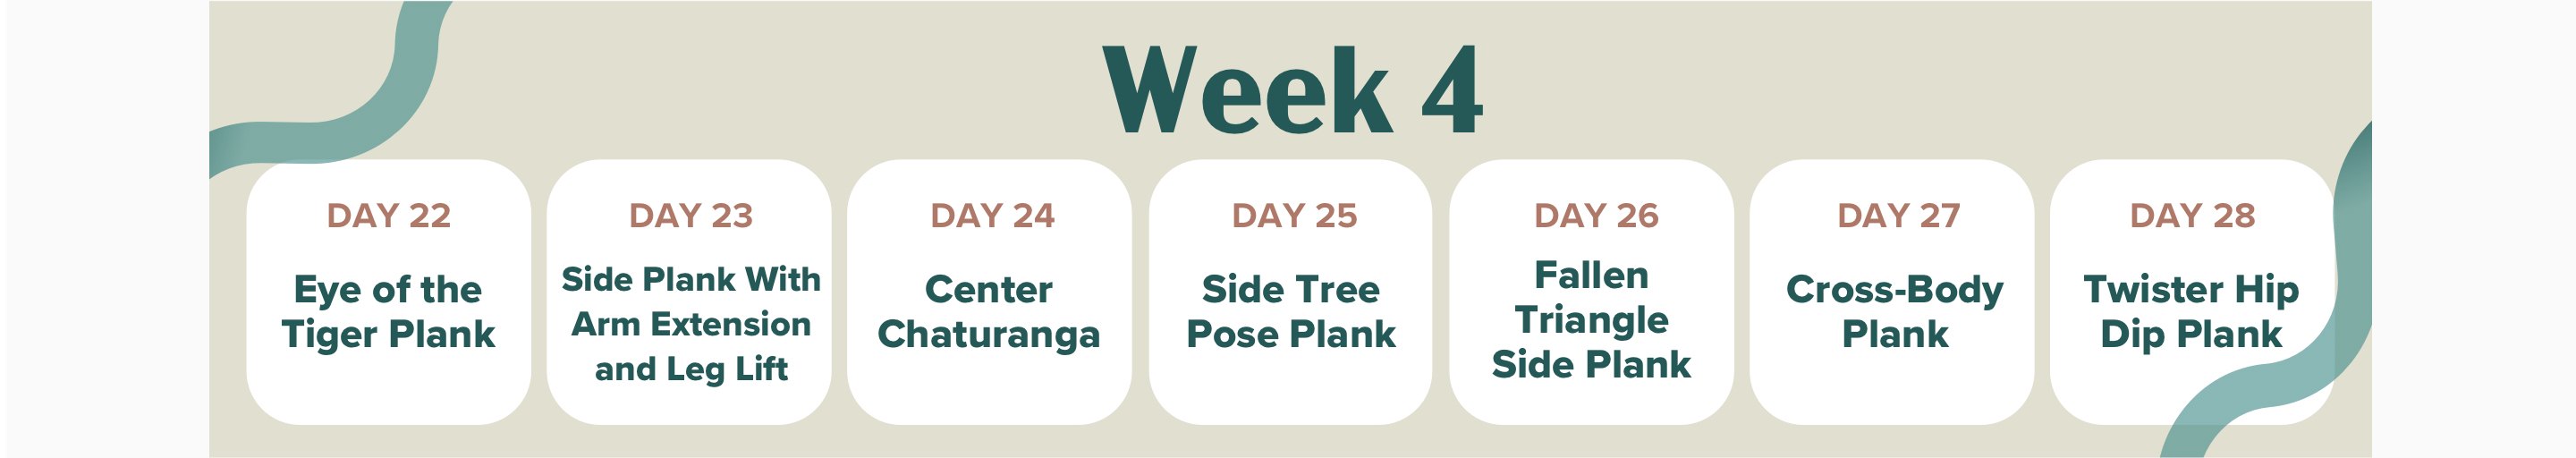 Week 4
DAY 22
Eye of the
Tiger Plank
DAY 23
Side Plank With
Arm Extension
and Leg Lift
DAY 24
Center
Chaturanga
DAY 25
Side Tree
Pose Plank
DAY 26
Fallen
Triangle
Side Plank
DAY 27
Cross-Body
Plank
DAY 28
Twister Hip
Dip Plank